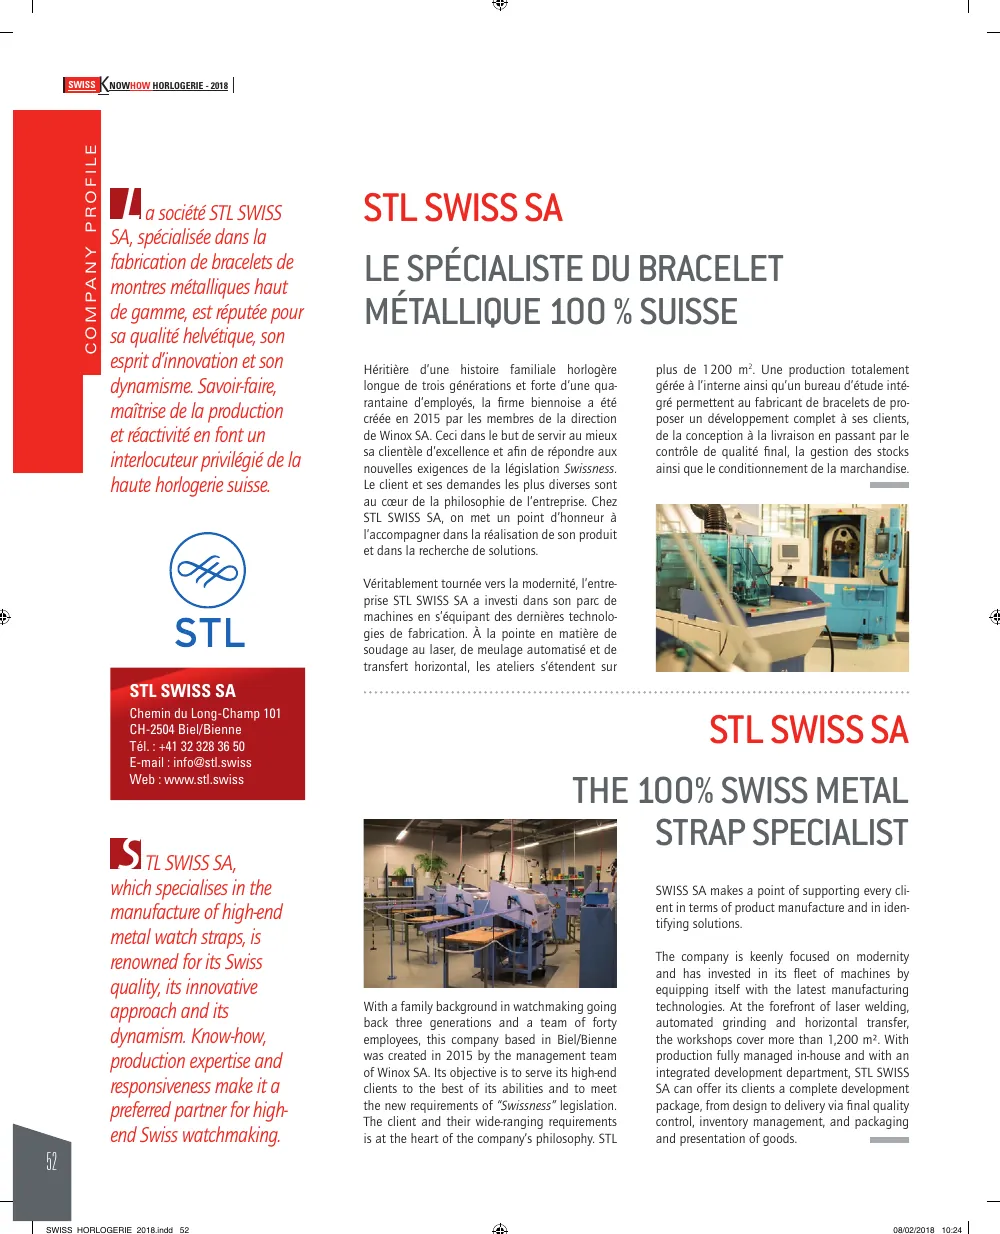 SWISS KNOWHOW HORLOGERIE - 2018
COMPANY PROFILE
La société STL SWISS
SA, spécialisée dans la
fabrication de bracelets de
montres métalliques haut
de gamme, est réputée pour
sa qualité helvétique, son
esprit d’innovation et son
dynamisme. Savoir-faire,
maîtrise de la production
et réactivité en font un
interlocuteur privilégié de la
haute horlogerie suisse.
STL
STL SWISS SA
Chemin du Long-Champ 101
CH-2504 Biel/Bienne
Tél. : +41 32 328 36 50
E-mail : info@stl.swiss
Web : www.stl.swiss
STL SWISS SA,
which specialises in the
manufacture of high-end
metal watch straps, is
renowned for its Swiss
quality, its innovative
approach and its
dynamism. Know-how,
production expertise and
responsiveness make it a
preferred partner for high-
end Swiss watchmaking.
STL SWISS SA
LE SPÉCIALISTE DU BRACELET
MÉTALLIQUE 100 % SUISSE
Héritière d’une histoire familiale horlogère
longue de trois générations et forte d’une qua-
rantaine d’employés, la firme biennoise a été
créée en 2015 par les membres de la direction
de Winox SA. Ceci dans le but de servir au mieux
sa clientèle d’excellence et afin de répondre aux
nouvelles exigences de la législation Swissness.
Le client et ses demandes les plus diverses sont
au cœur de la philosophie de l’entreprise. Chez
STL SWISS SA, on met un point d’honneur à
l’accompagner dans la réalisation de son produit
et dans la recherche de solutions.
Véritablement tournée vers la modernité, l’entre-
prise STL SWISS SA a investi dans son parc de
machines en s’équipant des dernières technolo-
gies de fabrication. À la pointe en matière de
soudage au laser, de meulage automatisé et de
transfert horizontal, les ateliers s’étendent sur
plus de 1200 m². Une production totalement
gérée à l’interne ainsi qu’un bureau d’étude inté-
gré permettent au fabricant de bracelets de pro-
poser un développement complet à ses clients,
de la conception à la livraison en passant par le
contrôle de qualité final, la gestion des stocks
ainsi que le conditionnement de la marchandise.
STL SWISS SA
THE 100% SWISS METAL
STRAP SPECIALIST
With a family background in watchmaking going
back three generations and a team of forty
employees, this company based in Biel/Bienne
was created in 2015 by the management team
of Winox SA. Its objective is to serve its high-end
clients to the best of its abilities and to meet
the new requirements of “Swissness” legislation.
The client and their wide-ranging requirements
is at the heart of the company’s philosophy. STL
SWISS SA makes a point of supporting every cli-
ent in terms of product manufacture and in iden-
tifying solutions.
The company is keenly focused on modernity
and has invested in its fleet of machines by
equipping itself with the latest manufacturing
technologies. At the forefront of laser welding,
automated grinding and horizontal transfer,
the workshops cover more than 1,200 m². With
production fully managed in-house and with an
integrated development department, STL SWISS
SA can offer its clients a complete development
package, from design to delivery via final quality
control, inventory management, and packaging
and presentation of goods.
52
SWISS HORLOGERIE 2018.indd 52
08/02/2018 10:24